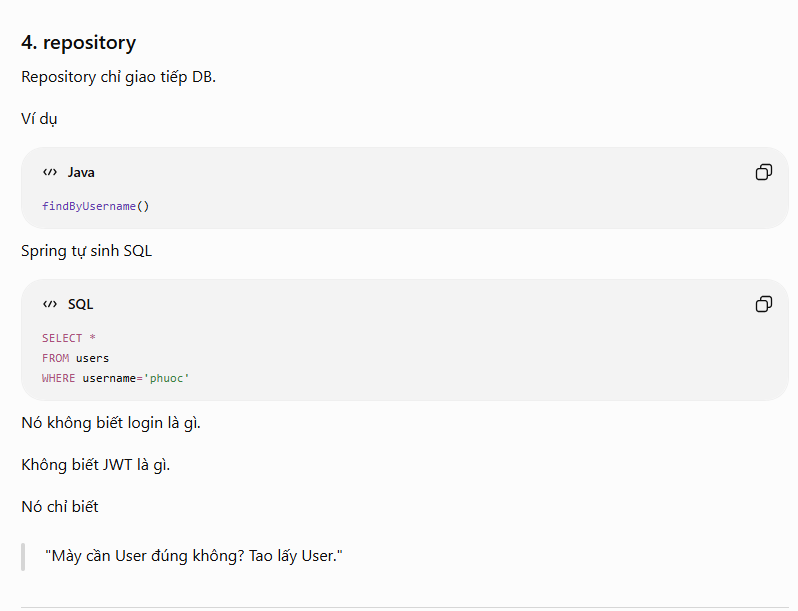 4. repository
Repository chỉ giao tiếp DB.
Ví dụ
Java
findByUsername()
Spring tự sinh SQL
SQL
SELECT *
FROM users
WHERE username='phuoc'
Nó không biết login là gì.
Không biết JWT là gì.
Nó chỉ biết
"Mày cần User đúng không? Tao lấy User."